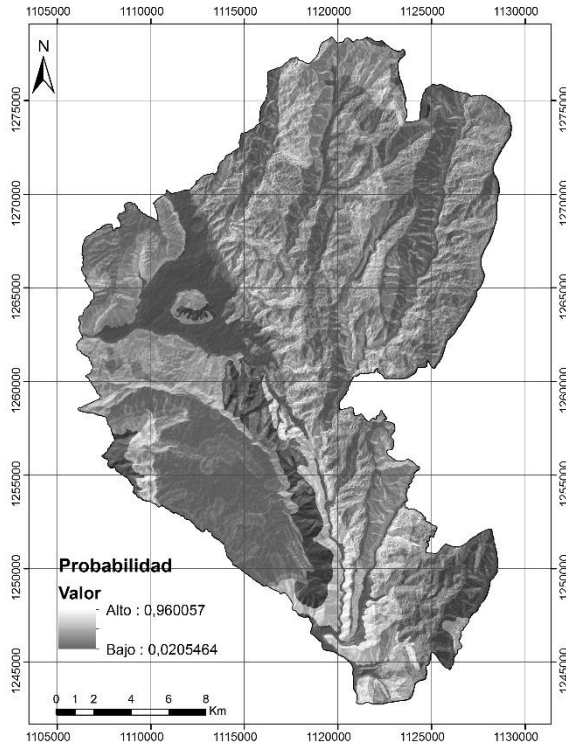 1105000 1110000 1115000 1120000 1125000 1130000
N
1275000 1275000
1270000 1270000
1265000 1265000
1260000 1260000
1255000 1255000
1250000 1250000
1245000 1245000
Probabilidad
Valor
Alto : 0,960057
Bajo : 0,0205464
0 1 2 4 6 8
Km
1105000 1110000 1115000 1120000 1125000 1130000